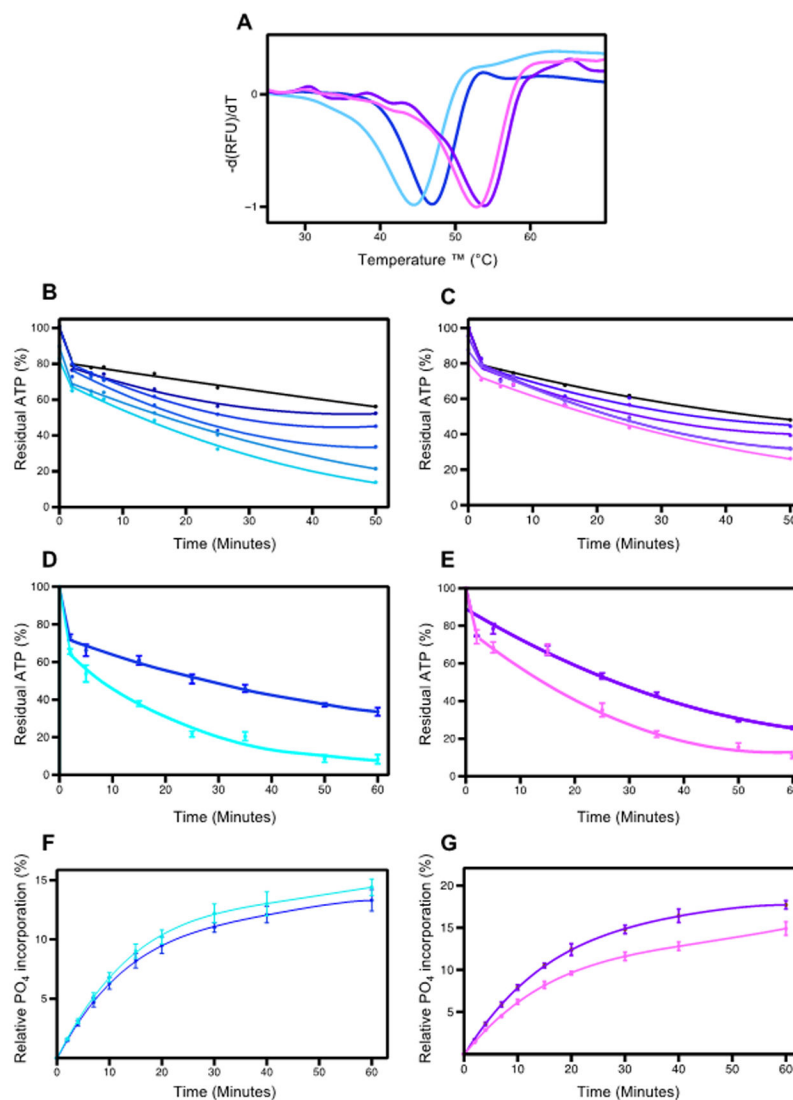 A
0
−1
-d(RFU)/dT
30 40 50 60
Temperature ™ (°C)
B
100
80
60
40
20
0
Residual ATP (%)
0 10 20 30 40 50
Time (Minutes)
C
100
80
60
40
20
0
Residual ATP (%)
0 10 20 30 40 50
Time (Minutes)
D
100
80
60
40
20
0
Residual ATP (%)
0 10 20 30 40 50 60
Time (Minutes)
E
100
80
60
40
20
0
Residual ATP (%)
0 10 20 30 40 50 60
Time (Minutes)
F
15
10
5
Relative PO4 incorporation (%)
0 10 20 30 40 50 60
Time (Minutes)
G
20
15
10
5
0
Relative PO4 incorporation (%)
0 10 20 30 40 50 60
Time (Minutes)